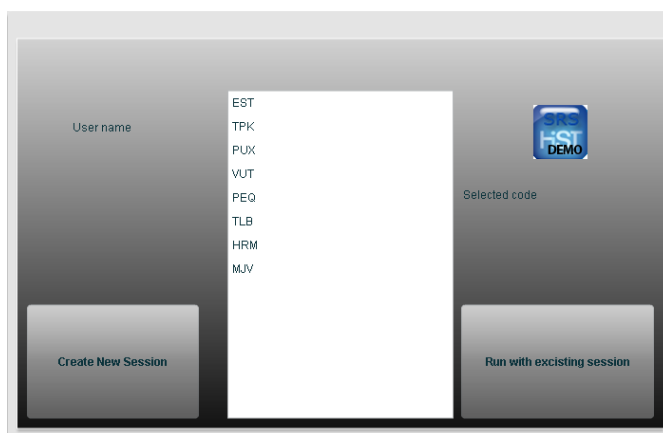 User name
EST
TPK
PUX
VUT
PEQ
TLB
HRM
MJV
SRS
HiST
DEMO
Selected code
Create New Session
Run with excisting session